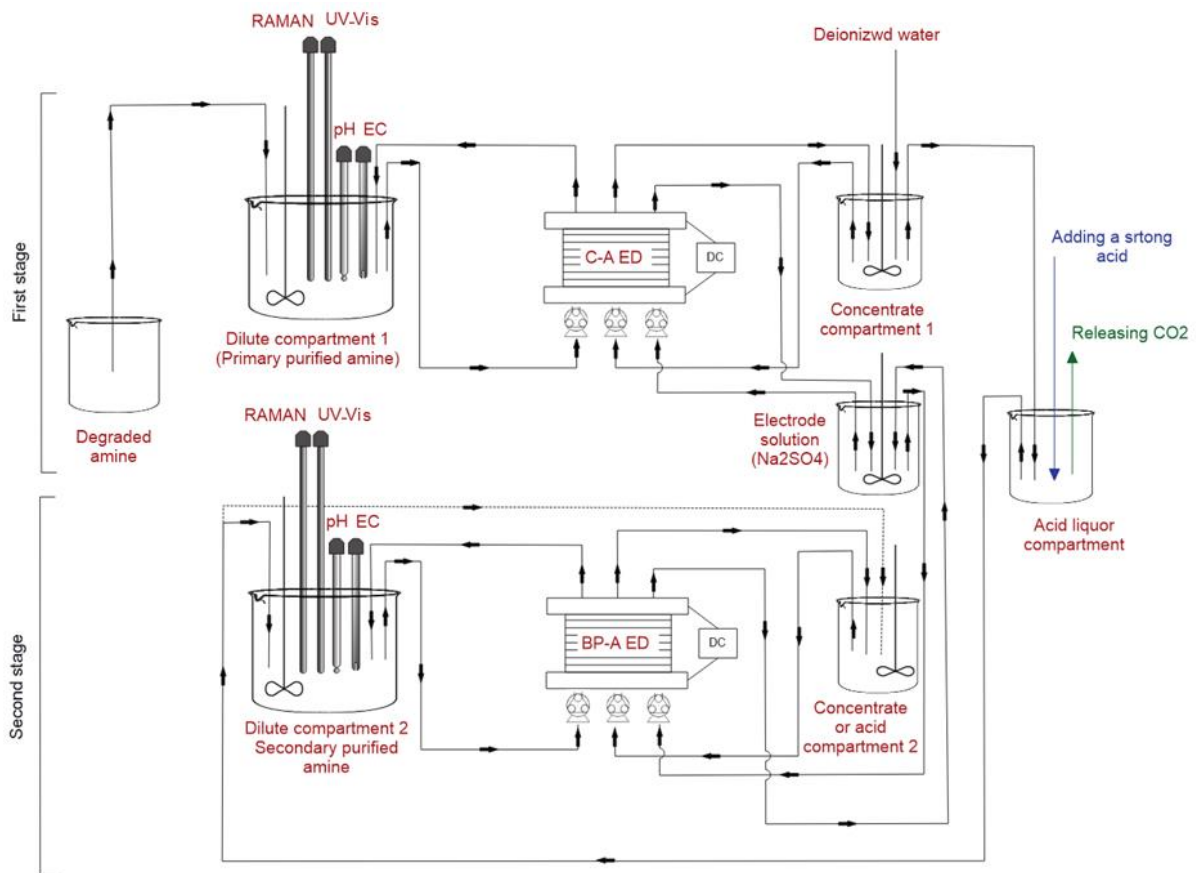 RAMAN UV-Vis
Deionizwd water
pH EC
First stage
C-A ED
DC
Adding a srtong
acid
Releasing CO2
Dilute compartment 1
(Primary purified amine)
Concentrate
compartment 1
Degraded
amine
RAMAN UV-Vis
Electrode
solution
(Na2SO4)
Acid liquor
compartment
Second stage
pH EC
BP-A ED
DC
Dilute compartment 2
Secondary purified
amine
Concentrate
or acid
compartment 2